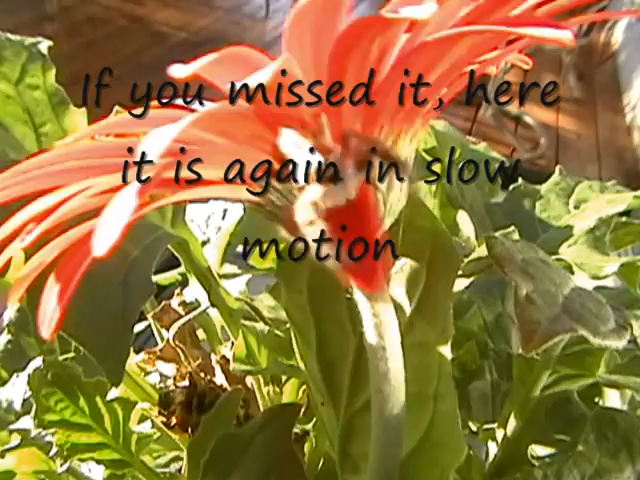 If you missed it, here
it is again in slow
motion